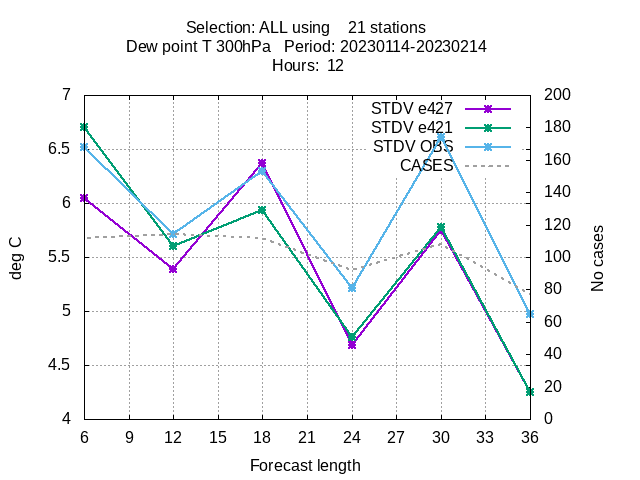 Selection: ALL using 21 stations
Dew point T 300hPa Period: 20230114-20230214
Hours: 12
STDV e427
STDV e421
STDV OBS
CASES
7
6.5
6
5.5
5
4.5
4
deg C
200
180
160
140
120
100
80
60
40
20
0
No cases
6 9 12 15 18 21 24 27 30 33 36
Forecast length